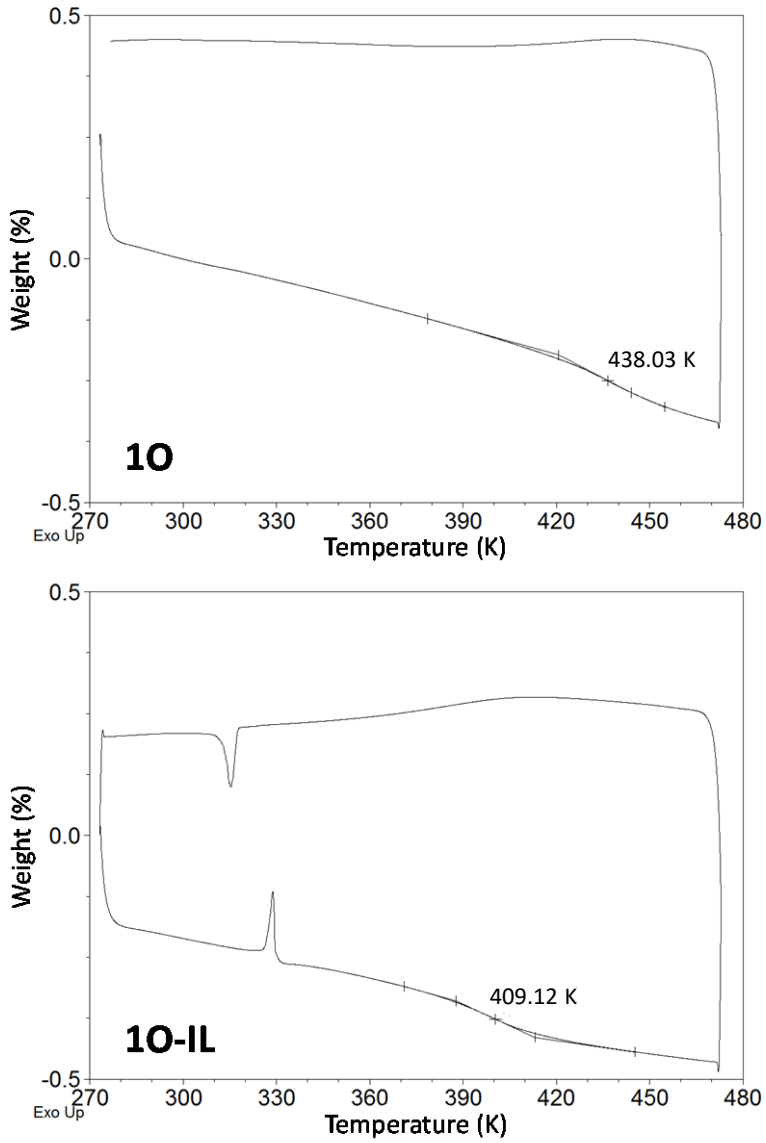 0.5
0.0
-0.5
Weight (%)
438.03 K
1O
270 300 330 360 390 420 450 480
Exo Up
Temperature (K)
0.5
0.0
-0.5
Weight (%)
409.12 K
1O-IL
270 300 330 360 390 420 450 480
Exo Up
Temperature (K)